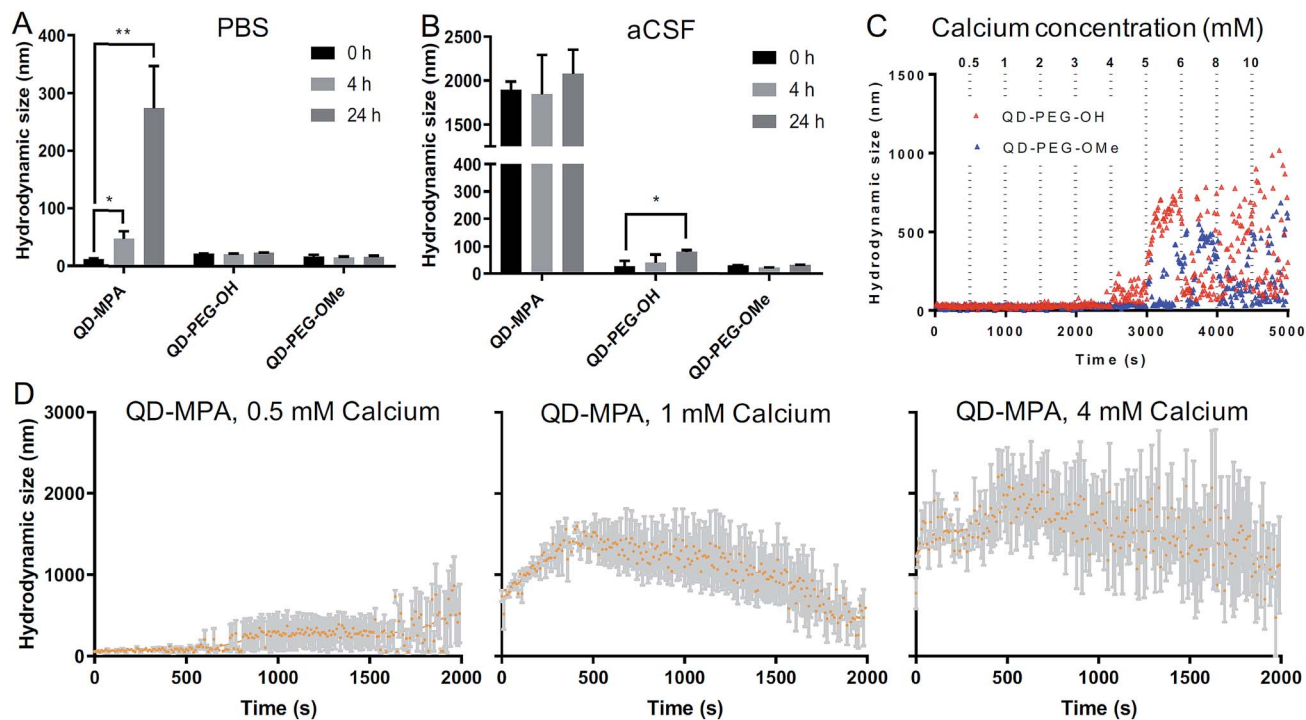 A
PBS
Hydrodynamic size (nm)
400
300
200
100
0
**
*
0 h
4 h
24 h
QD-MPA
QD-PEG-OH
QD-PEG-OMe
B
aCSF
Hydrodynamic size (nm)
2500
2000
1500
400
300
200
100
0
*
0 h
4 h
24 h
QD-MPA
QD-PEG-OH
QD-PEG-OMe
C
Calcium concentration (mM)
0.5 1 2 3 4 5 6 8 10
Hydrodynamic size (nm)
1500
1000
500
0
QD-PEG-OH
QD-PEG-OMe
0 1000 2000 3000 4000 5000
Time (s)
D
QD-MPA, 0.5 mM Calcium
Hydrodynamic size (nm)
3000
2000
1000
0
0 500 1000 1500 2000
Time (s)
QD-MPA, 1 mM Calcium
0 500 1000 1500 2000
Time (s)
QD-MPA, 4 mM Calcium
0 500 1000 1500 2000
Time (s)